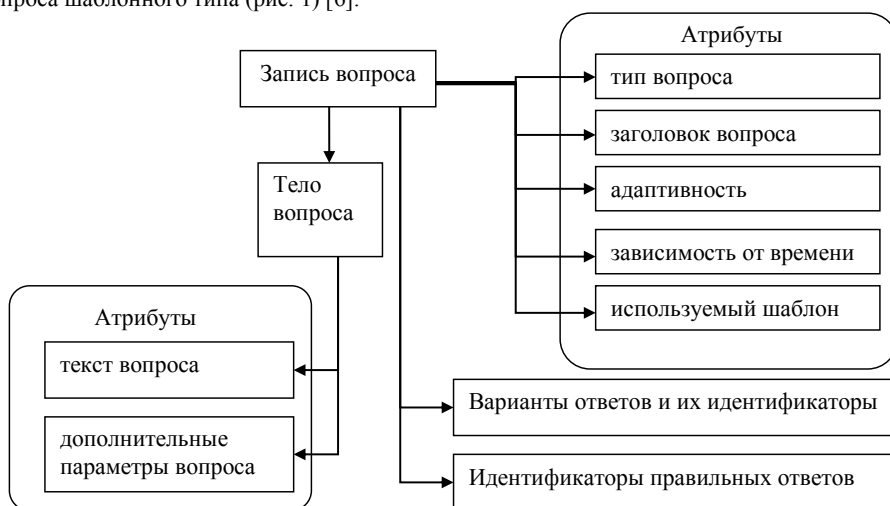 опроса шаблонного типа (рис. 1) [6].
Атрибуты
Запись вопроса
тип вопроса
заголовок вопроса
адаптивность
зависимость от времени
используемый шаблон
Тело
вопроса
Атрибуты
текст вопроса
дополнительные
параметры вопроса
Варианты ответов и их идентификаторы
Идентификаторы правильных ответов